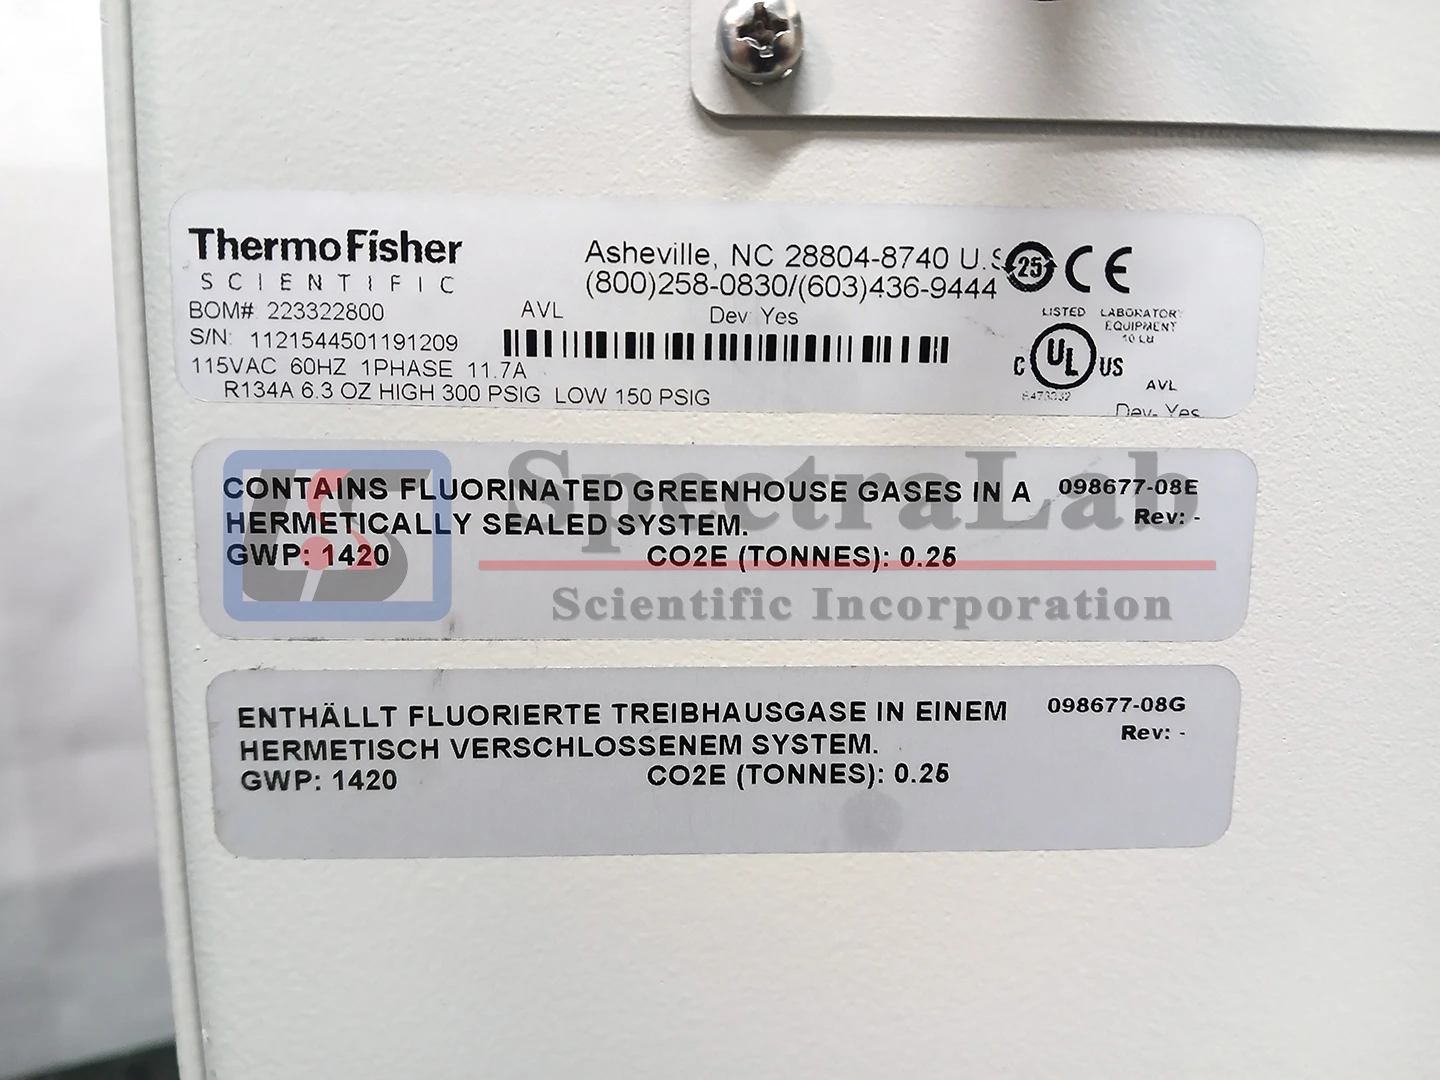 ThermoFisher
SCIENTIFIC
Asheville, NC 28804-8740 U.S
(800)258-0830/(603)436-9444
25 CE
BOM# 223322800 AVL Dev Yes
S/N: 1121544501191209
115VAC 60HZ 1PHASE 11.7A
R134A 6.3 OZ HIGH 300 PSIG LOW 150 PSIG
LISTED LABORATORY
EQUIPMENT
C UL US
AVL
Dev- Yes
CONTAINS FLUORINATED GREENHOUSE GASES IN A 098677-08E
HERMETICALLY SEALED SYSTEM. Rev: -
GWP: 1420 CO2E (TONNES): 0.25
SpectraLab
Scientific Incorporation
ENTHÄLLT FLUORIERTE TREIBHAUSGASE IN EINEM 098677-08G
HERMETISCH VERSCHLOSSENEM SYSTEM. Rev: -
GWP: 1420 CO2E (TONNES): 0.25